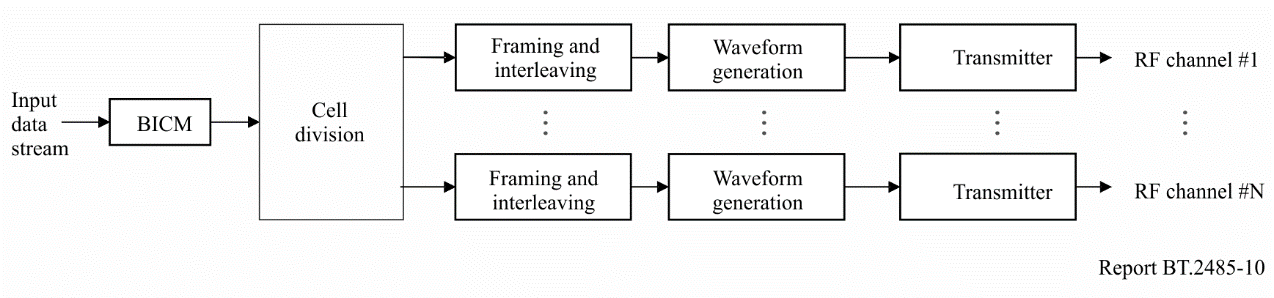 Input
data
stream
BICM
Cell
division
Framing and
interleaving
Waveform
generation
Transmitter
RF channel #1
Framing and
interleaving
Waveform
generation
Transmitter
RF channel #N
Report BT.2485-10